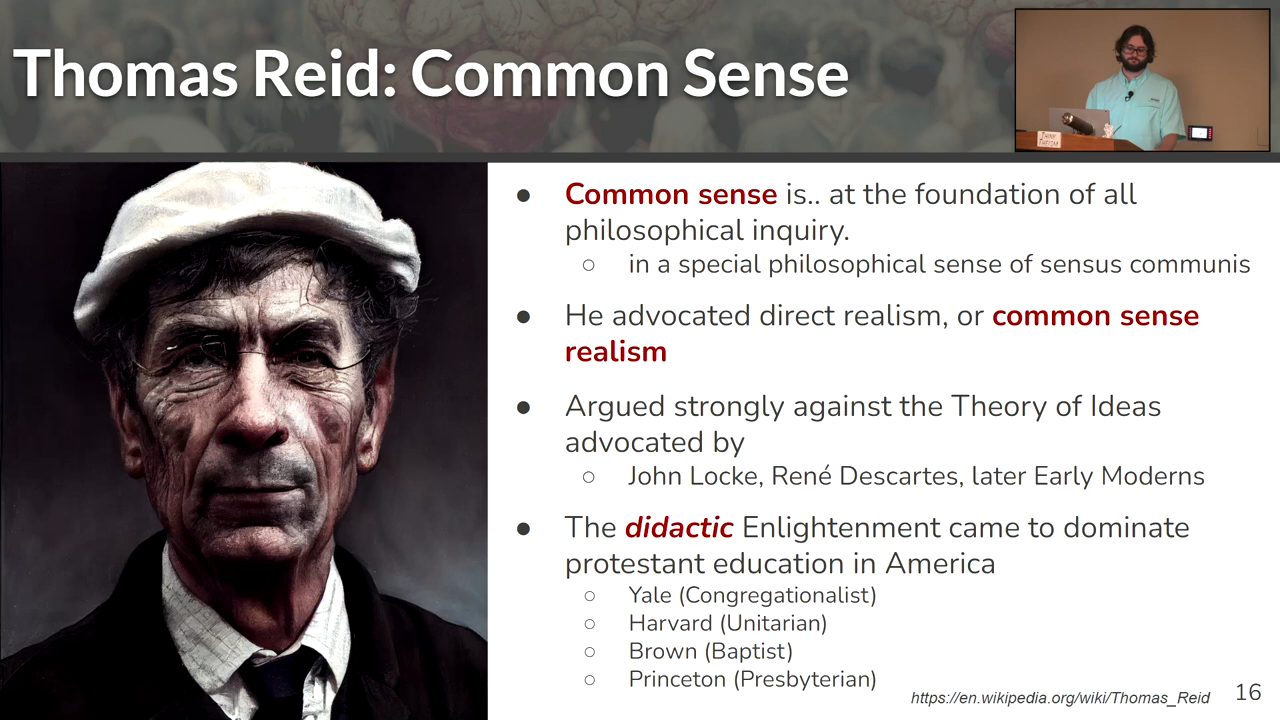 Thomas Reid: Common Sense
● Common sense is.. at the foundation of all
philosophical inquiry.
○ in a special philosophical sense of sensus communis
● He advocated direct realism, or common sense
realism
● Argued strongly against the Theory of Ideas
advocated by
○ John Locke, René Descartes, later Early Moderns
● The didactic Enlightenment came to dominate
protestant education in America
○ Yale (Congregationalist)
○ Harvard (Unitarian)
○ Brown (Baptist)
○ Princeton (Presbyterian)
https://en.wikipedia.org/wiki/Thomas_Reid
16